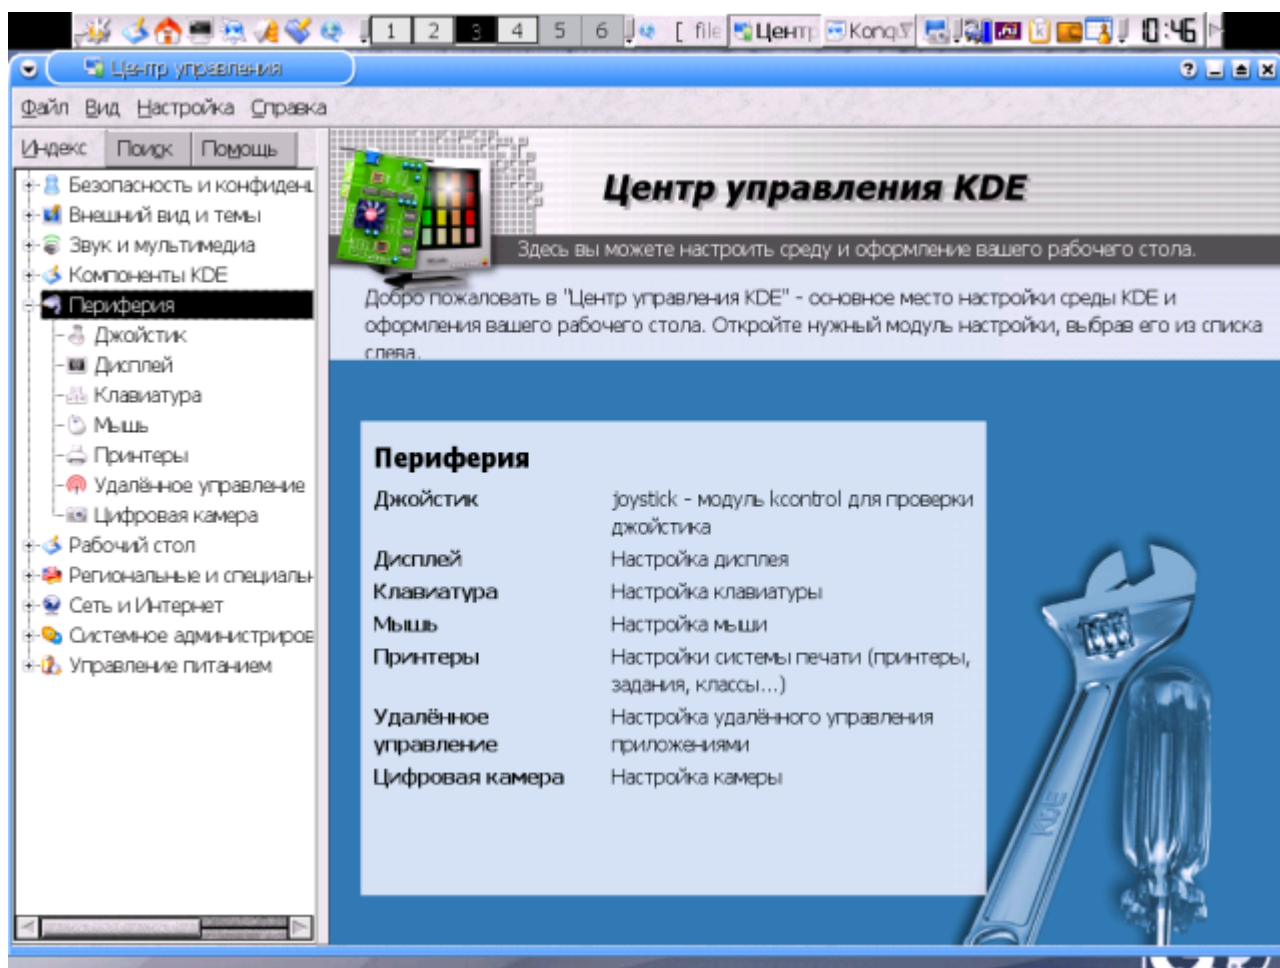 1 2 3 4 5 6 [ file Центр Konq 10:46
Центр управления
Файл Вид Настройка Справка
Индекс Поиск Помощь
Безопасность и конфиденц
Внешний вид и темы
Звук и мультимедиа
Компоненты KDE
Периферия
Джойстик
Дисплей
Клавиатура
Мышь
Принтеры
Удалённое управление
Цифровая камера
Рабочий стол
Региональные и специальн
Сеть и Интернет
Системное администриров
Управление питанием
Центр управления KDE
Здесь вы можете настроить среду и оформление вашего рабочего стола.
Добро пожаловать в "Центр управления KDE" - основное место настройки среды KDE и
оформления вашего рабочего стола. Откройте нужный модуль настройки, выбрав его из списка
слева.
Периферия
Джойстик joystick - модуль kcontrol для проверки
джойстика
Дисплей Настройка дисплея
Клавиатура Настройка клавиатуры
Мышь Настройка мыши
Принтеры Настройки системы печати (принтеры,
задания, классы...)
Удалённое Настройка удалённого управления
управление приложениями
Цифровая камера Настройка камеры
KDE